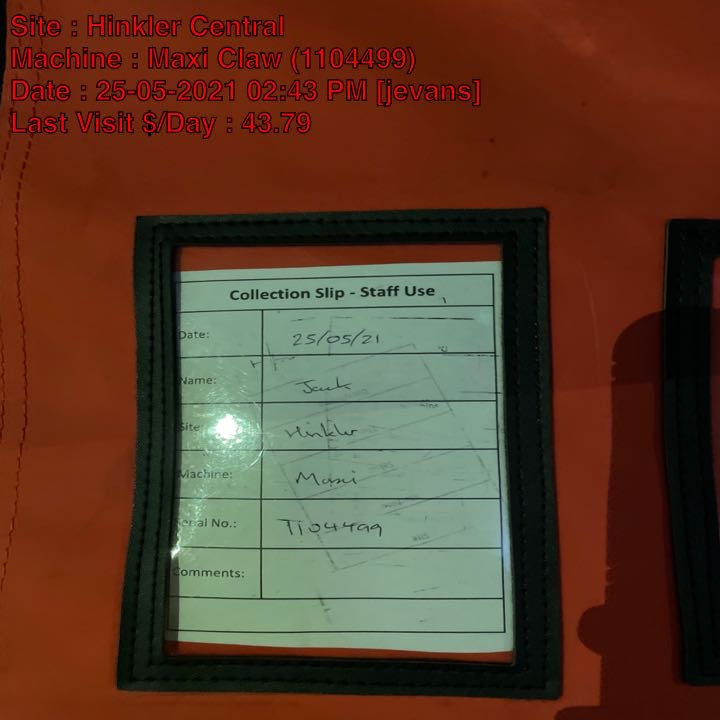 Site : Hinkler Central
Machine : Maxi Claw (1104499)
Date : 25-05-2021 02:43 PM [jevans]
Last Visit $/Day : 43.79
Collection Slip - Staff Use
Date: 25/05/21
Name: Jack
Site Hinkler
Machine: Maxi
Serial No.: 1104499
Comments: